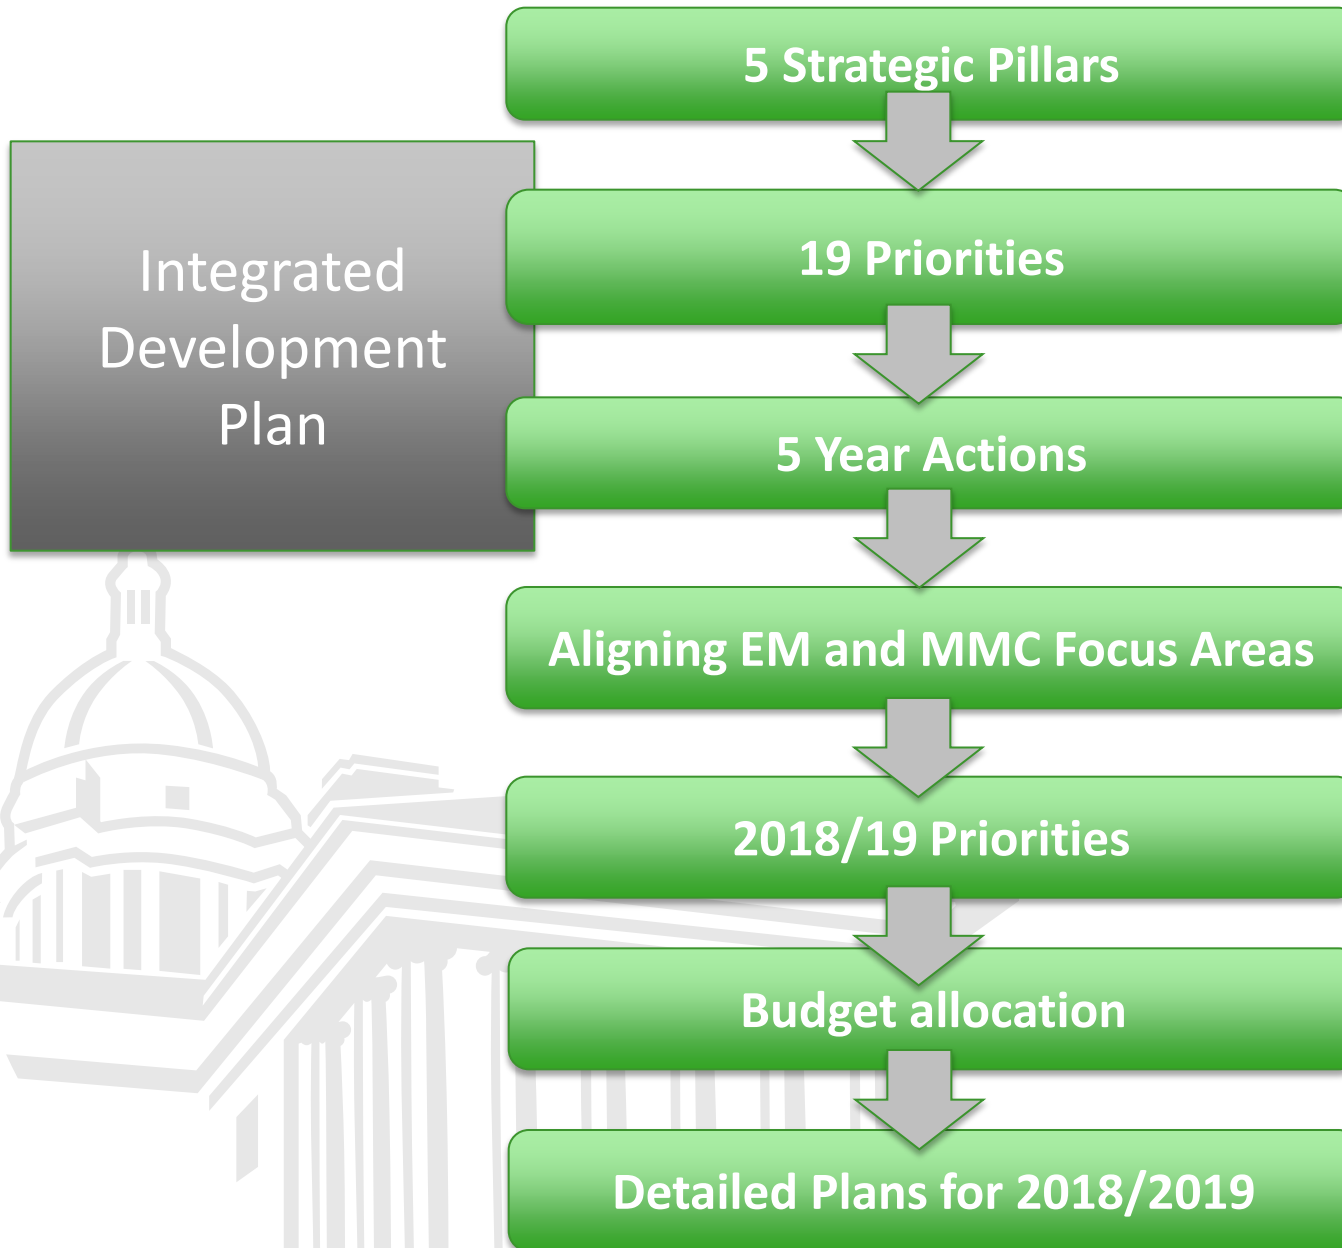 5 Strategic Pillars
Integrated
Development
Plan
19 Priorities
5 Year Actions
Aligning EM and MMC Focus Areas
2018/19 Priorities
Budget allocation
Detailed Plans for 2018/2019